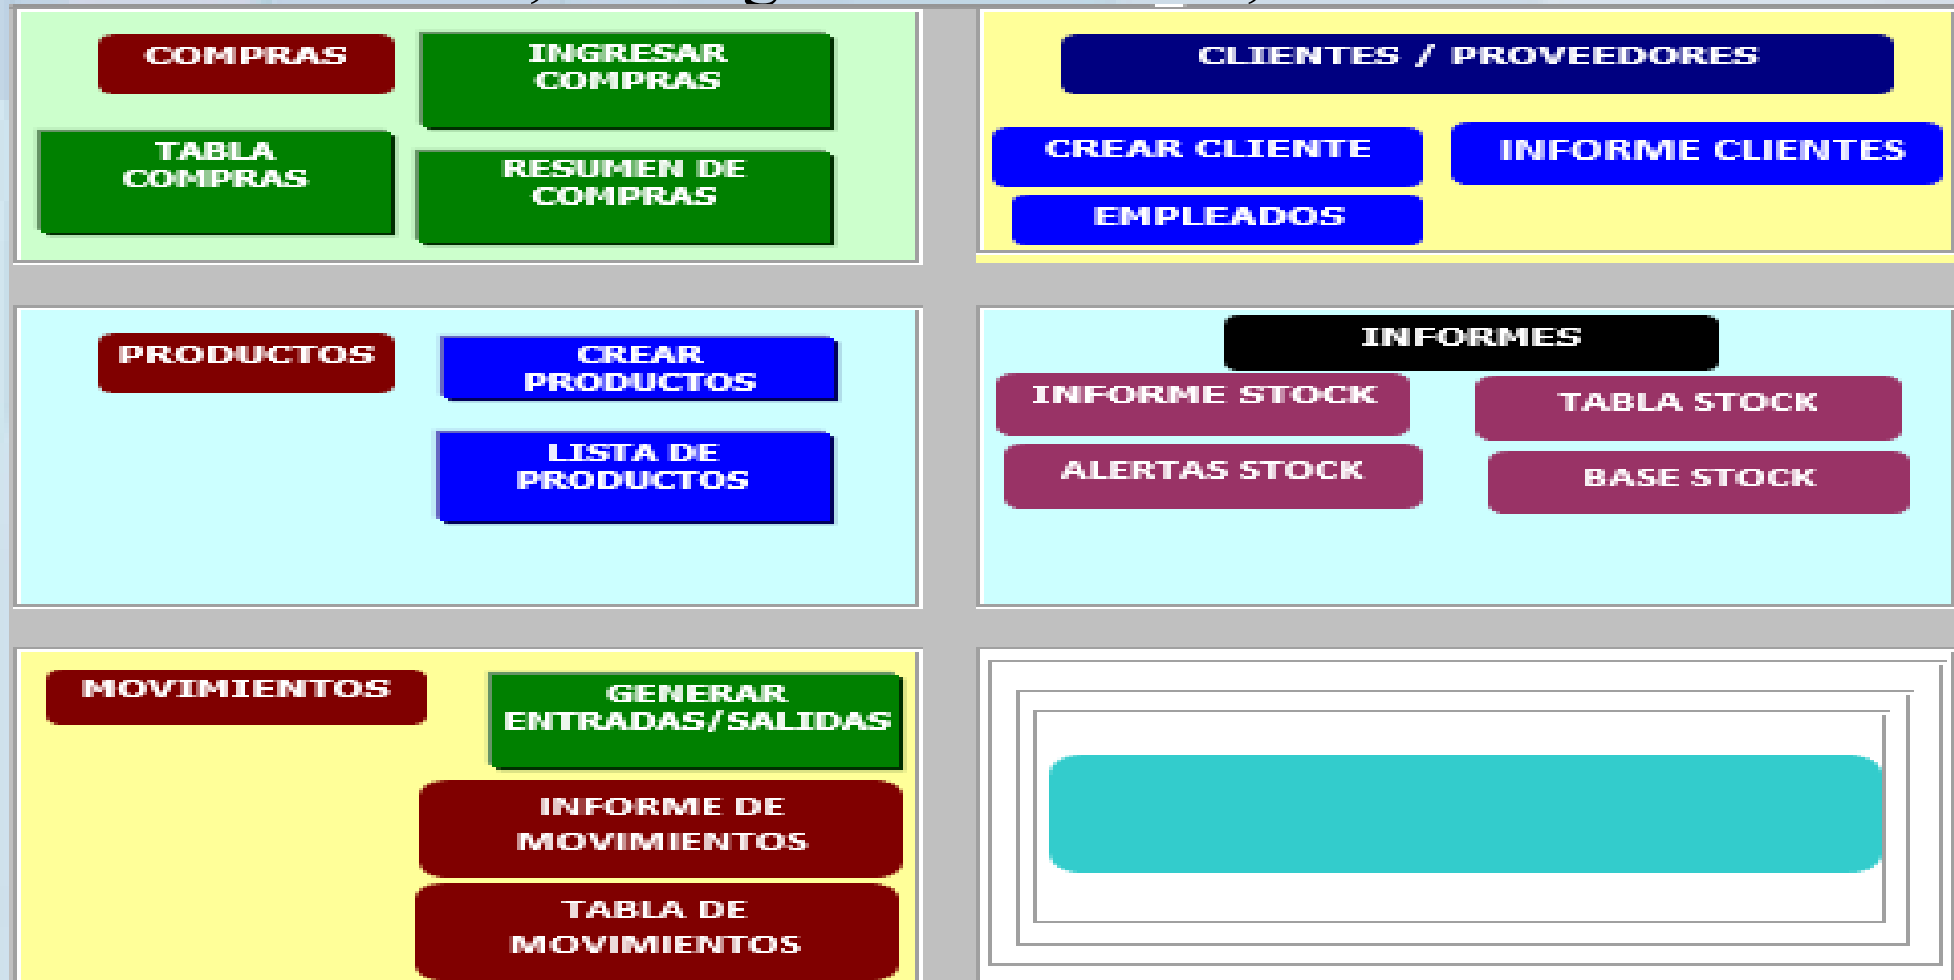 COMPRAS
INGRESAR
COMPRAS
TABLA
COMPRAS
RESUMEN DE
COMPRAS
CLIENTES / PROVEEDORES
CREAR CLIENTE
INFORME CLIENTES
EMPLEADOS
PRODUCTOS
CREAR
PRODUCTOS
LISTA DE
PRODUCTOS
INFORMES
INFORME STOCK
TABLA STOCK
ALERTAS STOCK
BASE STOCK
MOVIMIENTOS
GENERAR
ENTRADAS/SALIDAS
INFORME DE
MOVIMIENTOS
TABLA DE
MOVIMIENTOS